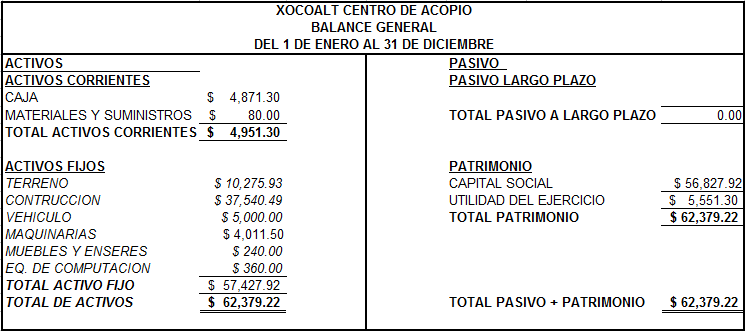 XOCOALT CENTRO DE ACOPIO
BALANCE GENERAL
DEL 1 DE ENERO AL 31 DE DICIEMBRE
ACTIVOS
ACTIVOS CORRIENTES
CAJA $ 4,871.30
MATERIALES Y SUMINISTROS $ 80.00
TOTAL ACTIVOS CORRIENTES $ 4,951.30
ACTIVOS FIJOS
TERRENO $ 10,275.93
CONTRUCCION $ 37,540.49
VEHICULO $ 5,000.00
MAQUINARIAS $ 4,011.50
MUEBLES Y ENSERES $ 240.00
EQ. DE COMPUTACION $ 360.00
TOTAL ACTIVO FIJO $ 57,427.92
TOTAL DE ACTIVOS $ 62,379.22
PASIVO
PASIVO LARGO PLAZO
TOTAL PASIVO A LARGO PLAZO 0.00
PATRIMONIO
CAPITAL SOCIAL $ 56,827.92
UTILIDAD DEL EJERCICIO $ 5,551.30
TOTAL PATRIMONIO $ 62,379.22
TOTAL PASIVO + PATRIMONIO $ 62,379.22